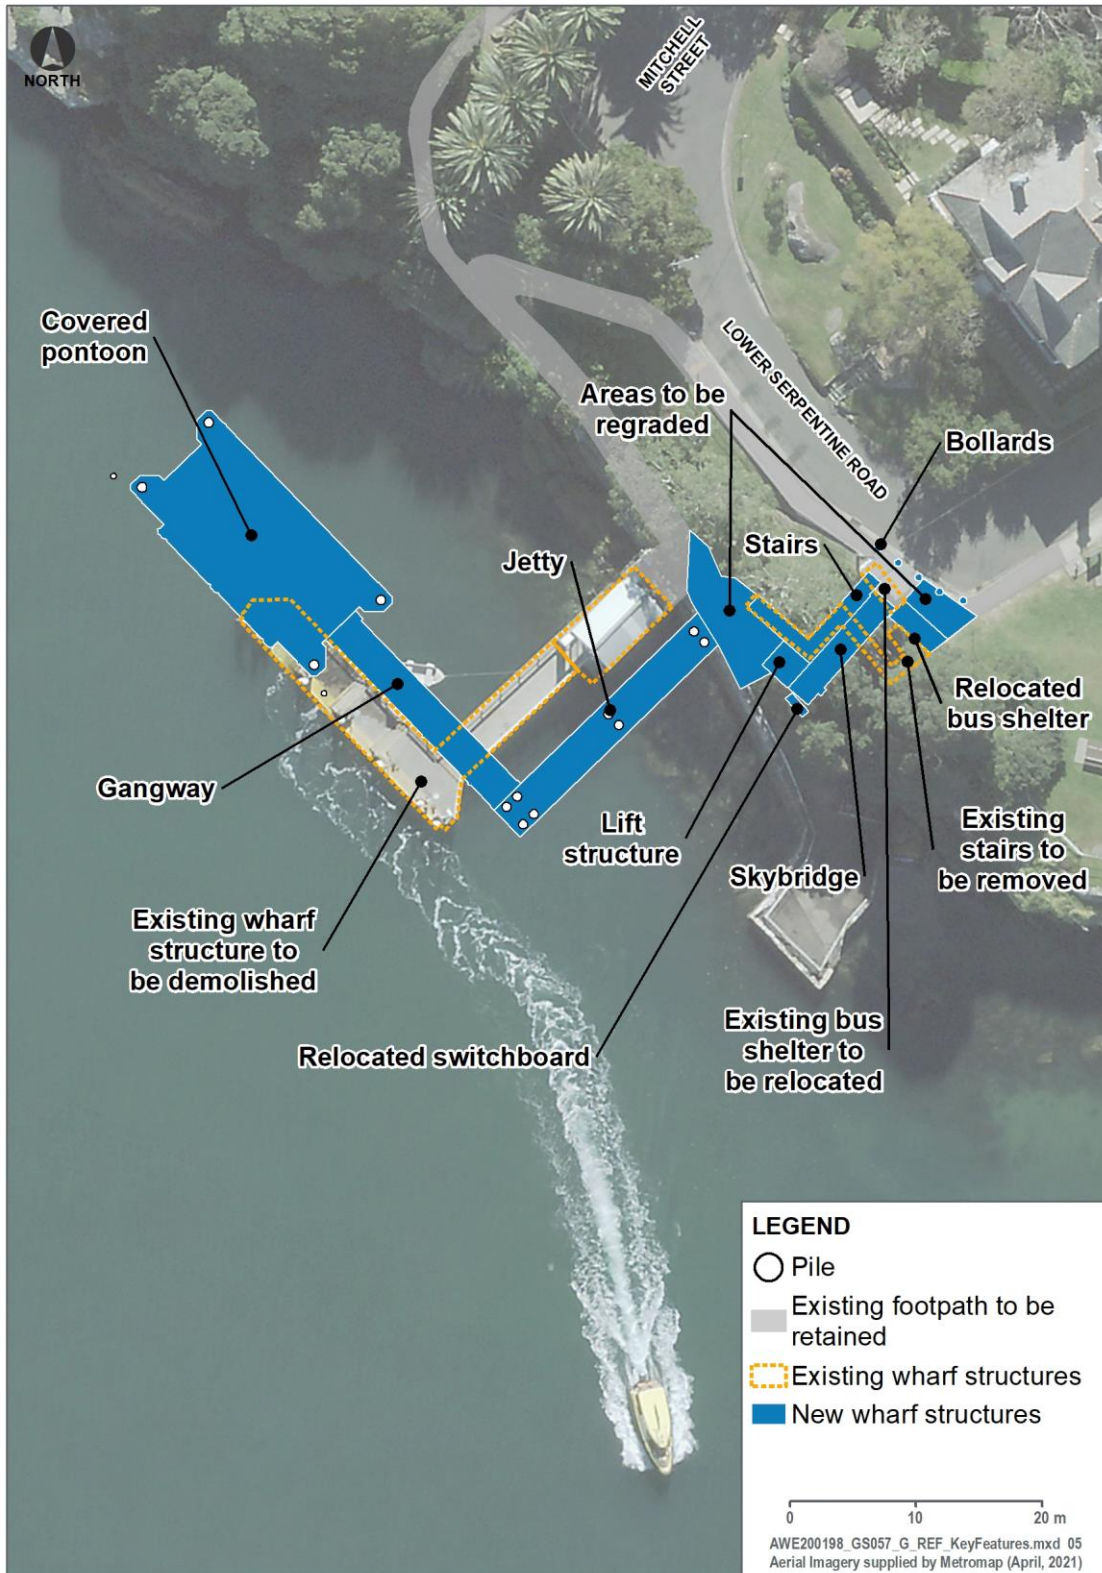 NORTH
MITCHELL
STREET
Covered
pontoon
LOWER SERPENTINE ROAD
Areas to be
regraded
Bollards
Stairs
Jetty
Relocated
bus shelter
Gangway
Lift
structure
Existing
stairs to
be removed
Skybridge
Existing wharf
structure to
be demolished
Relocated switchboard
Existing bus
shelter to
be relocated
LEGEND
Pile
Existing footpath to be
retained
Existing wharf structures
New wharf structures
0 10 20 m
AWE200198_GS057_G_REF_KeyFeatures.mxd 05
Aerial Imagery supplied by Metromap (April, 2021)